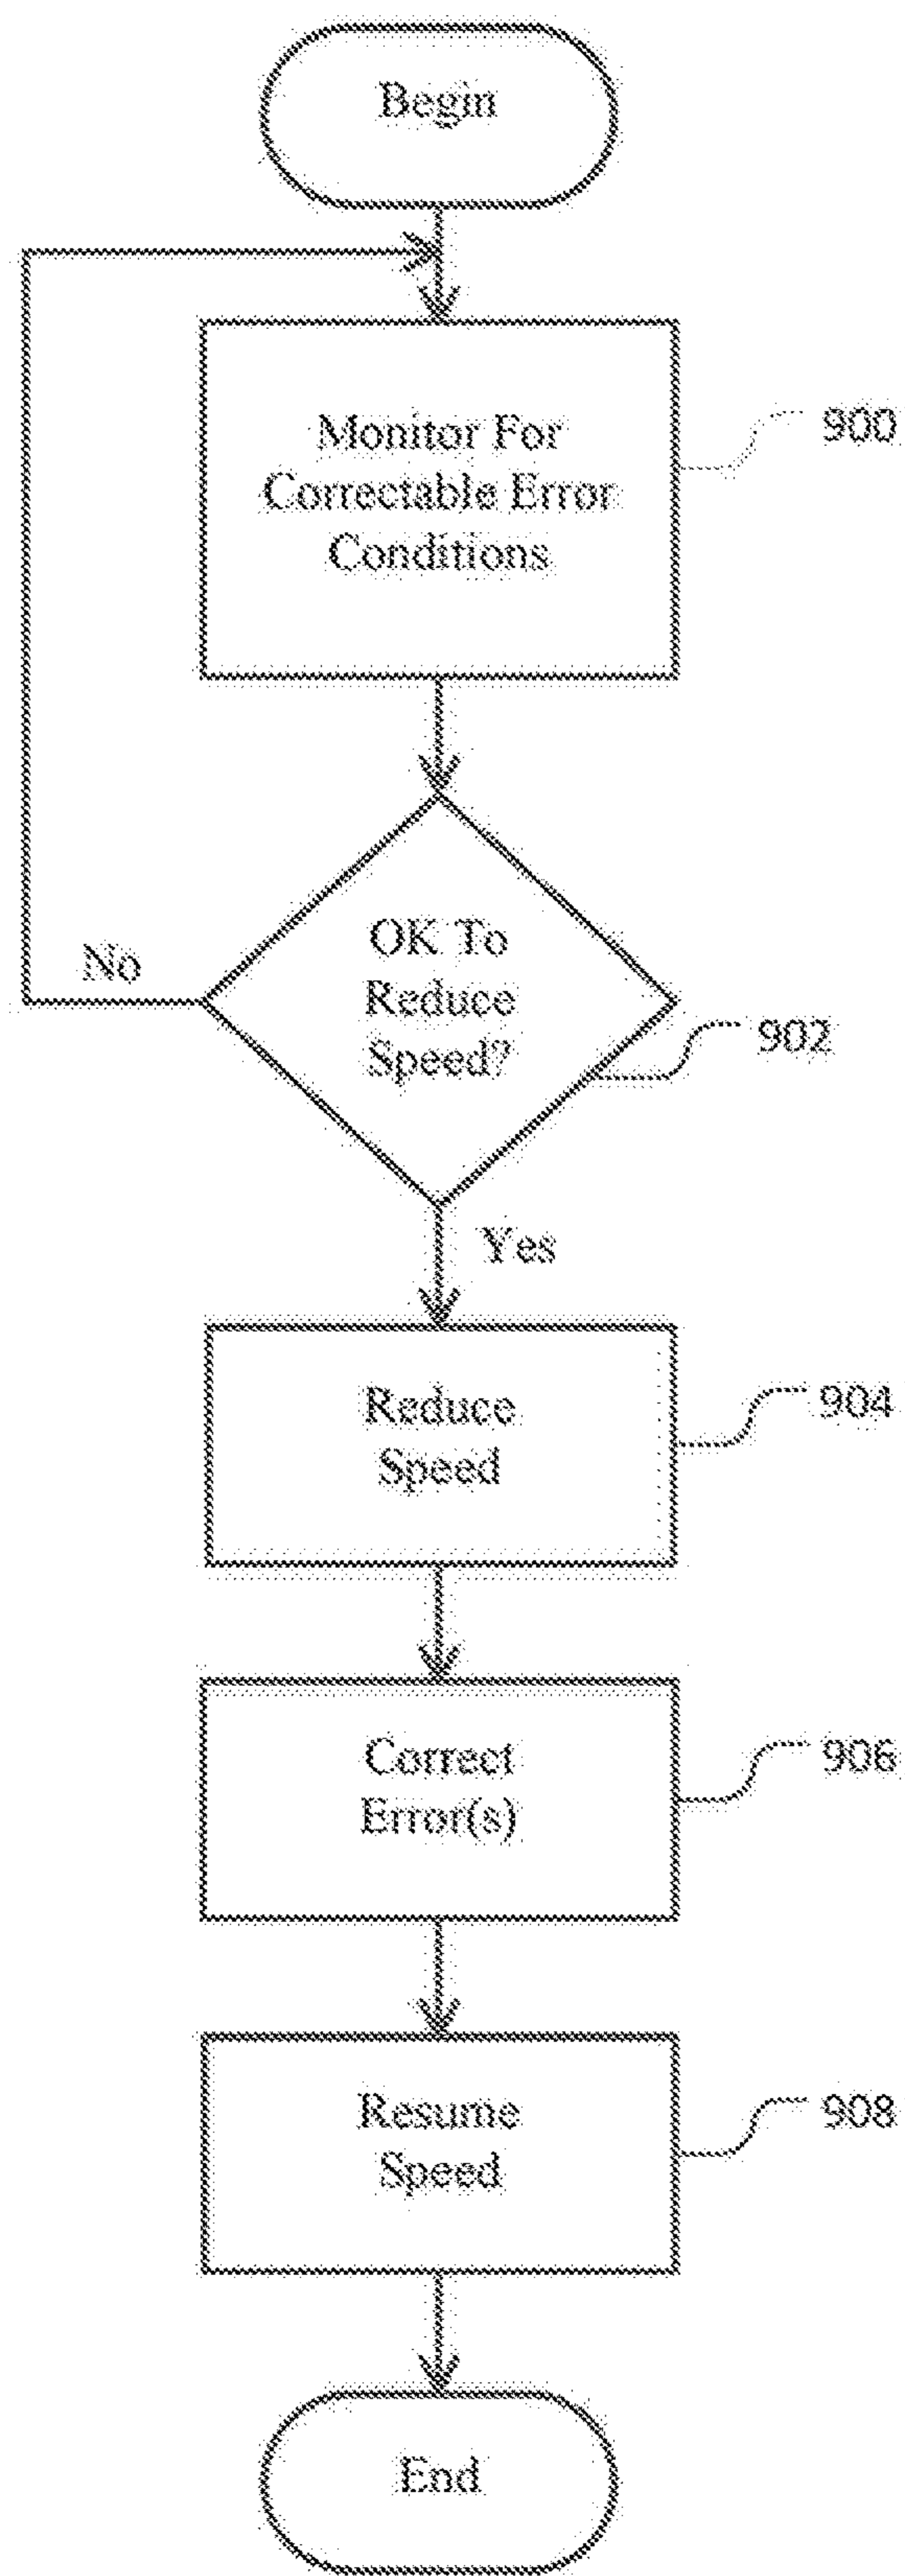 Begin
Monitor For
Correctable Error
Conditions
900
No
OK To
Reduce
Speed?
902
Yes
Reduce
Speed
904
Correct
Error(s)
906
Resume
Speed
908
End